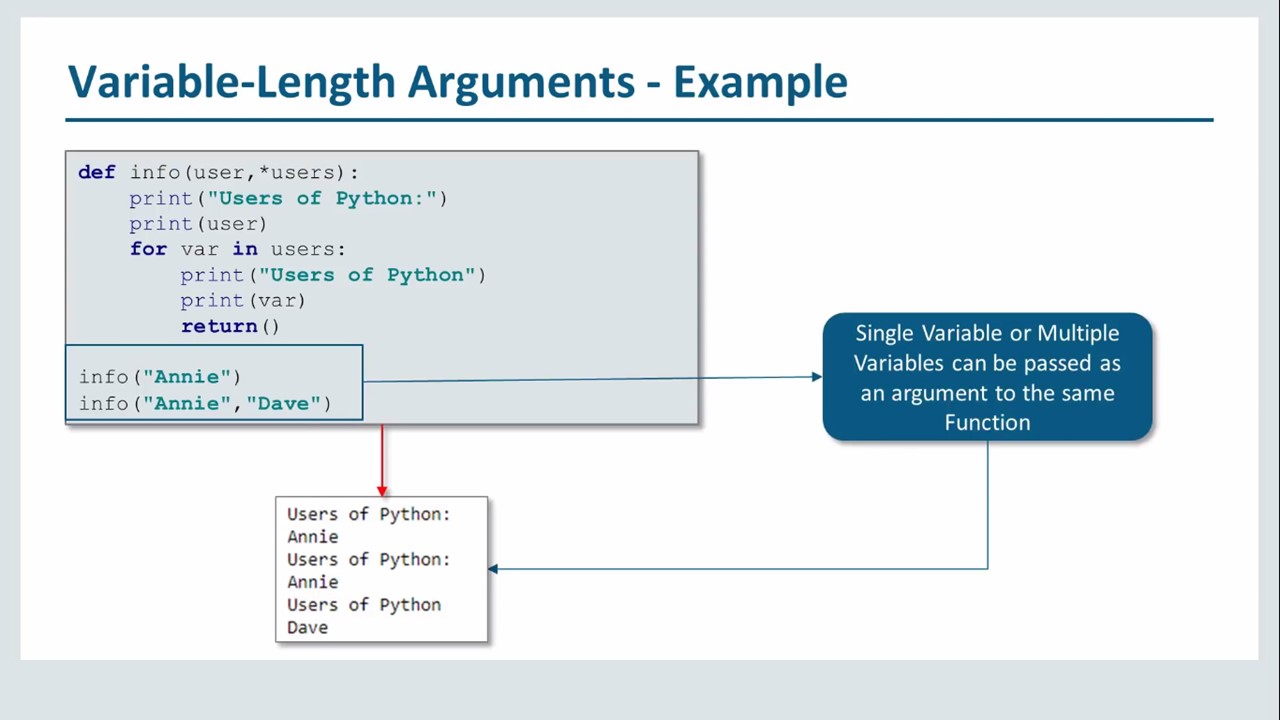 Variable-Length Arguments - Example
def info(user,*users):
    print("Users of Python:")
    print(user)
    for var in users:
        print("Users of Python")
        print(var)
        return()
info("Annie")
info("Annie","Dave")
Single Variable or Multiple
Variables can be passed as
an argument to the same
Function
Users of Python:
Annie
Users of Python:
Annie
Users of Python
Dave